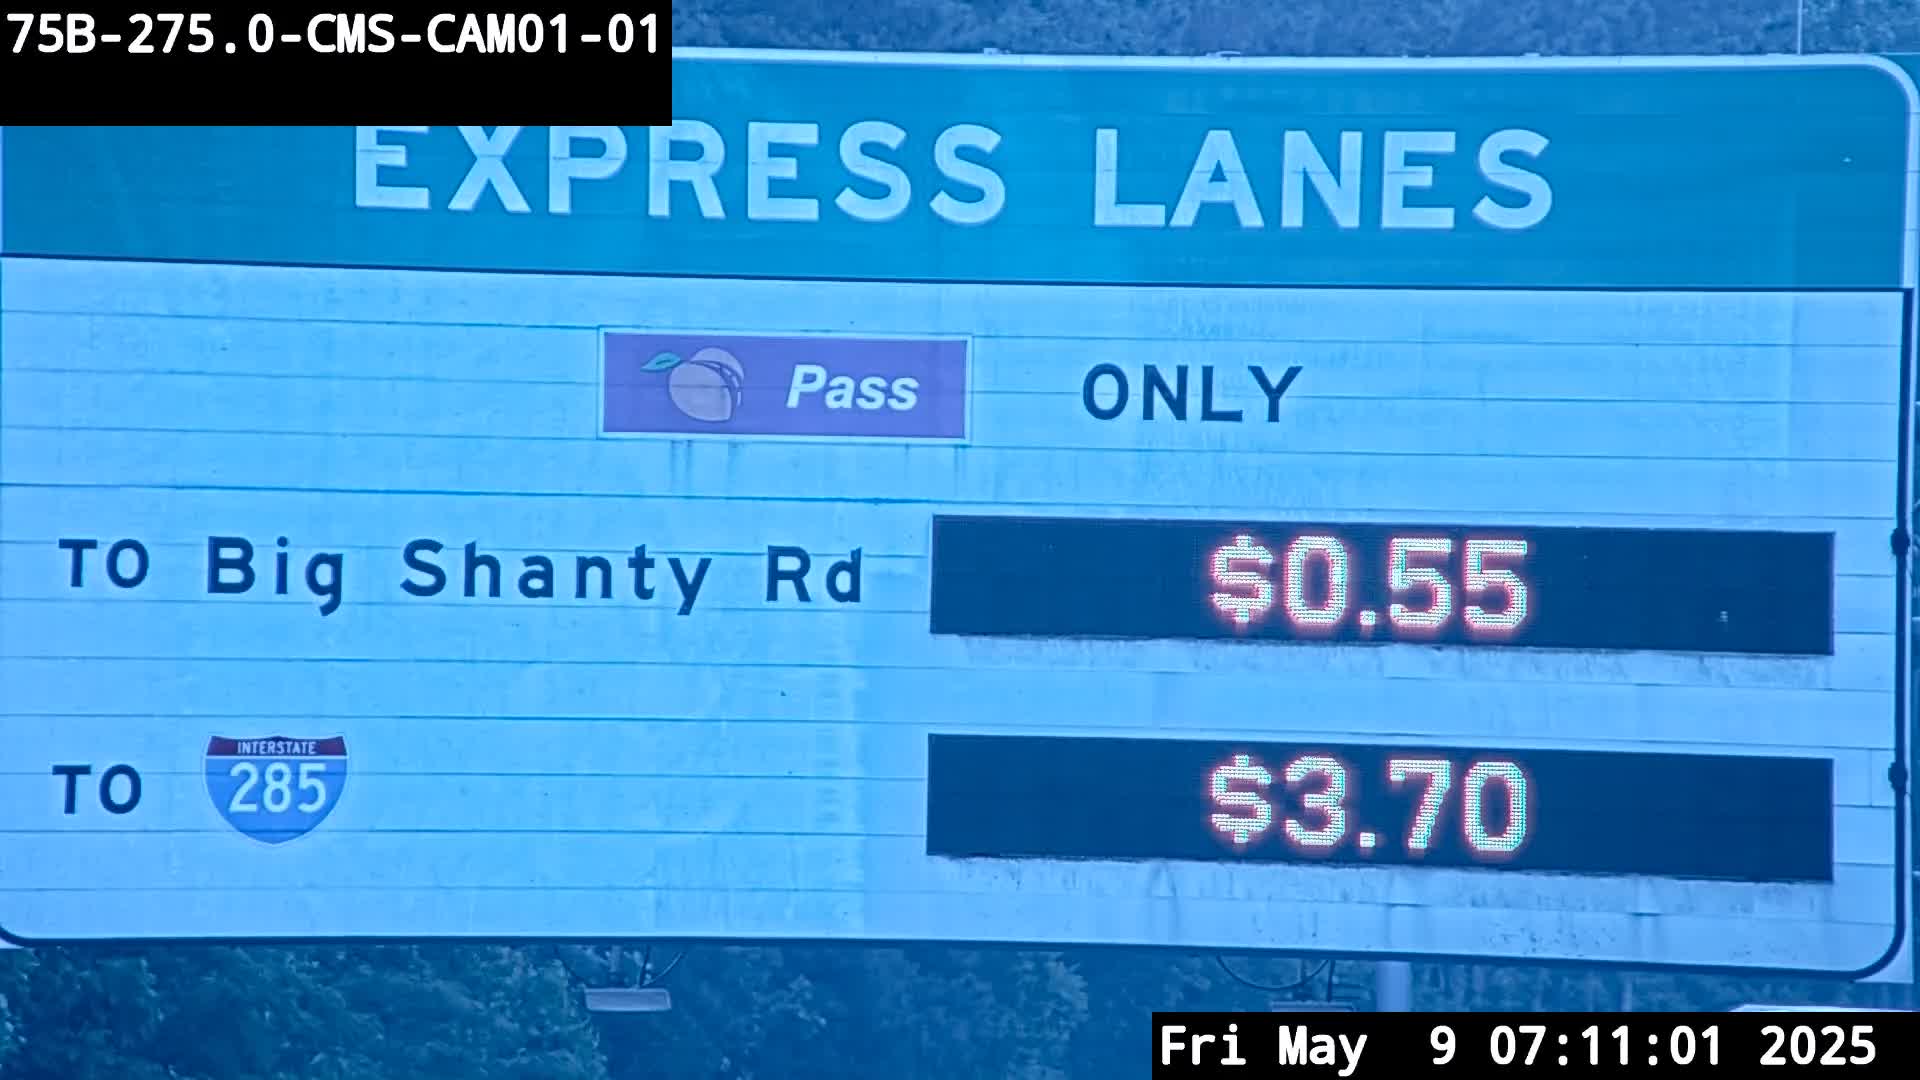 75B-275.0-CMS-CAM01-01
EXPRESS LANES
Pass ONLY
TO Big Shanty Rd $0.55
TO INTERSTATE 285 $3.70
Fri May 9 07:11:01 2025